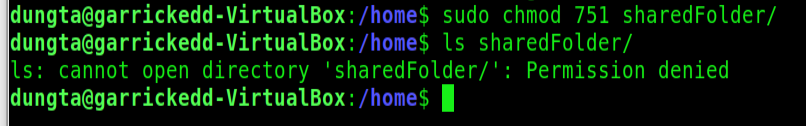 dungta@garrickedd-VirtualBox:/home$ sudo chmod 751 sharedFolder/
dungta@garrickedd-VirtualBox:/home$ ls sharedFolder/
ls: cannot open directory 'sharedFolder/': Permission denied
dungta@garrickedd-VirtualBox:/home$